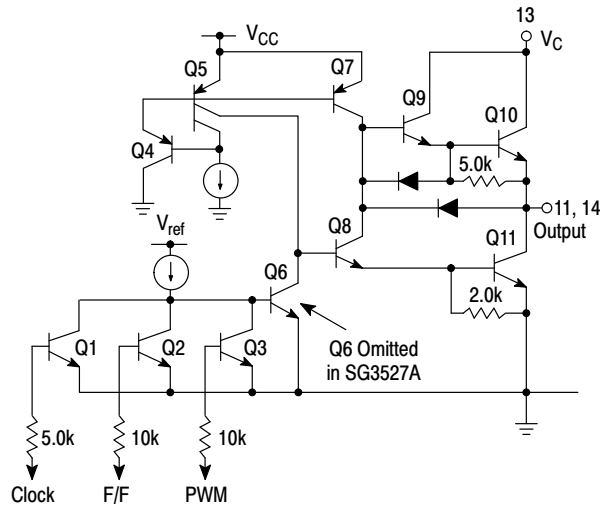 13
V_CC
V_C
Q5
Q7
Q9
Q10
Q4
5.0k
V_ref
Q8
11, 14
Output
Q6
Q11
2.0k
Q1
Q2
Q3
Q6 Omitted
in SG3527A
5.0k
10k
10k
Clock
F/F
PWM